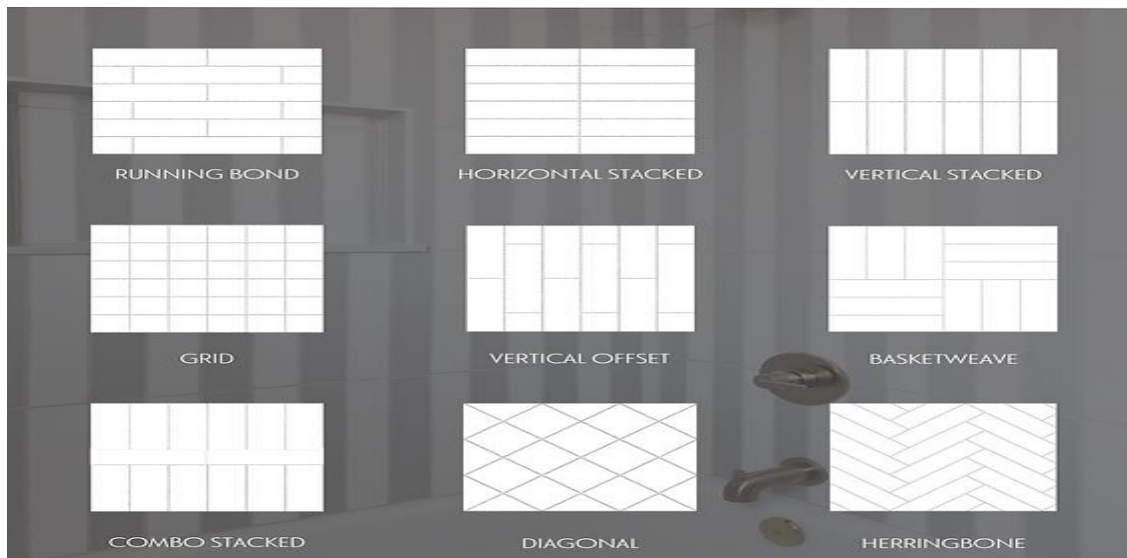 RUNNING BOND
HORIZONTAL STACKED
VERTICAL STACKED
GRID
VERTICAL OFFSET
BASKETWEAVE
COMBO STACKED
DIAGONAL
HERRINGBONE